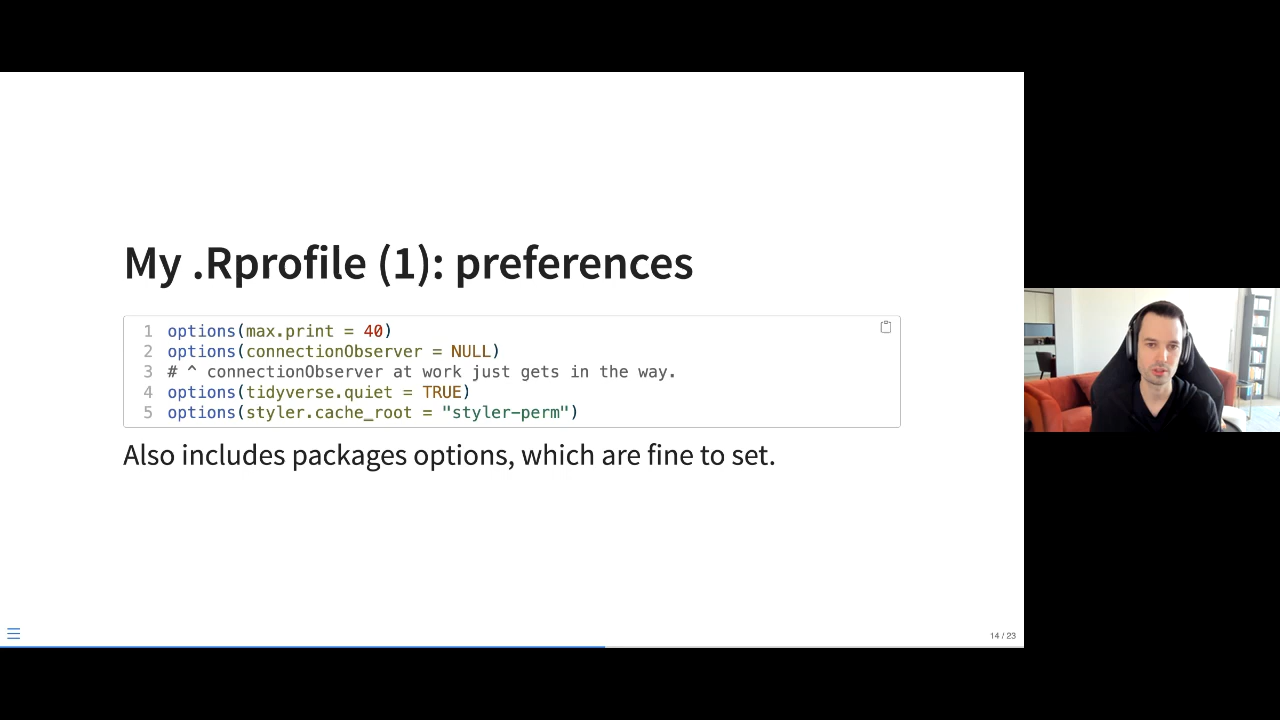 My .Rprofile (1): preferences
1 options(max.print = 40)
2 options(connectionObserver = NULL)
3 # ^ connectionObserver at work just gets in the way.
4 options(tidyverse.quiet = TRUE)
5 options(styler.cache_root = "styler-perm")
Also includes packages options, which are fine to set.
14 / 23